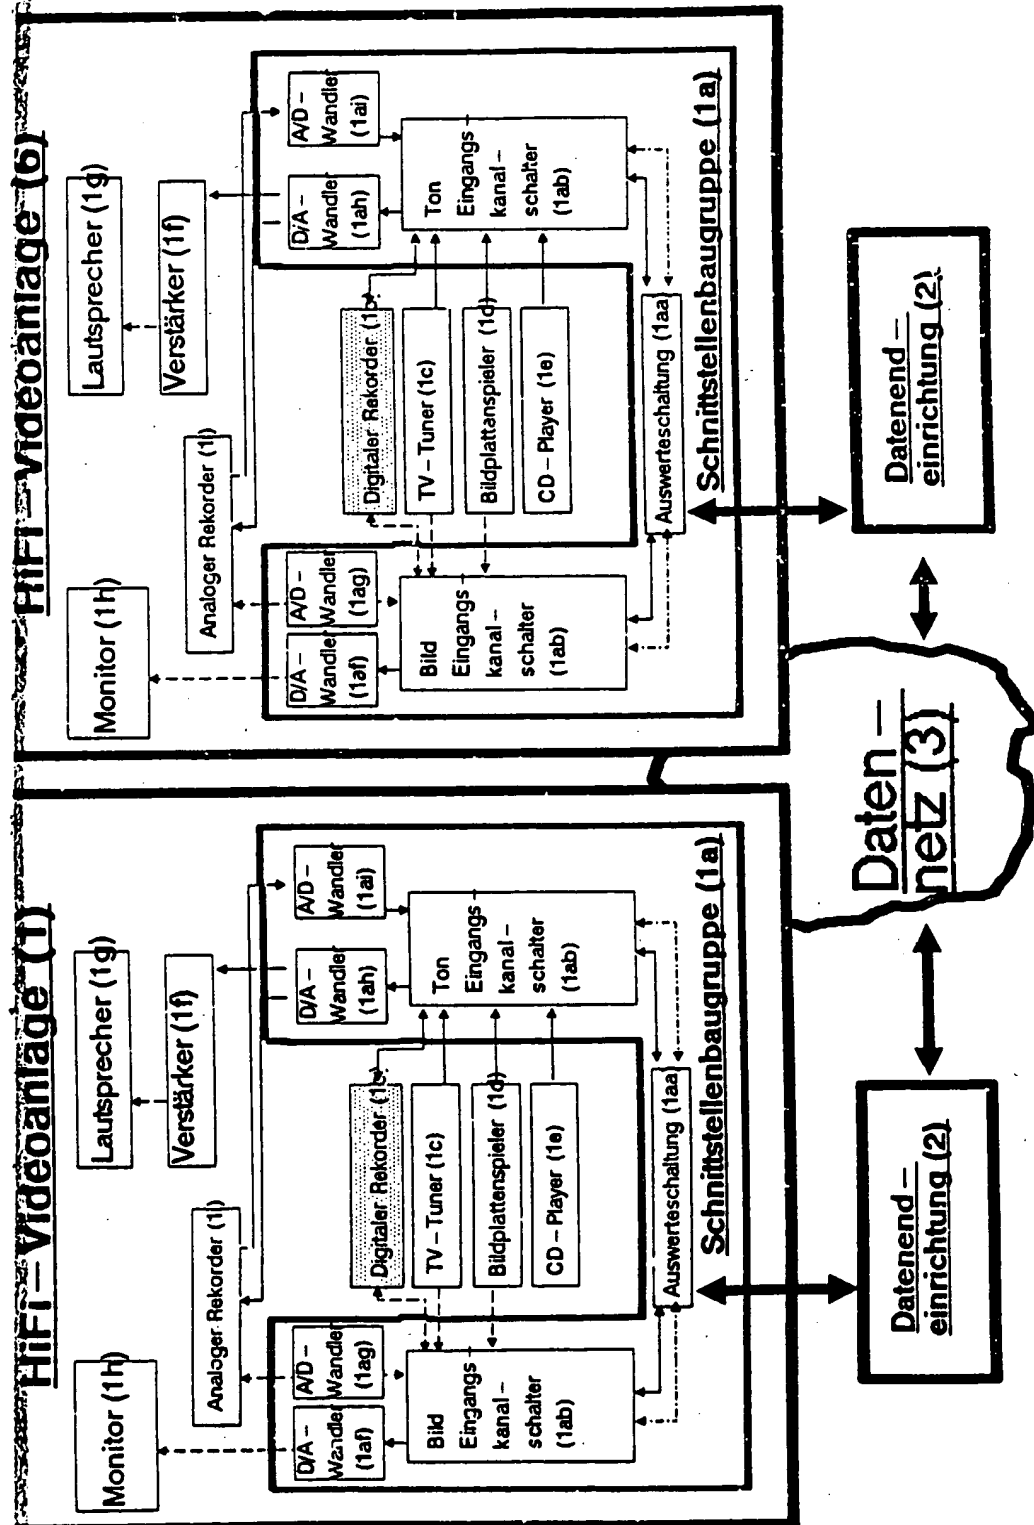 HiFi-Videoanlage (1)
Monitor (1h)
Lautsprecher (1g)
Verstärker (1f)
Analoger Rekorder (1i)
D/A-
Wandler
(1af)
A/D-
Wandler
(1ag)
D/A-
Wandler
(1ah)
A/D-
Wandler
(1ai)
Digitaler Rekorder
TV-Tuner (1c)
Bildplattenspieler (1d)
CD-Player (1e)
Bild
Eingangs-
kanal-
schalter
(1ab)
Ton
Eingangs-
kanal-
schalter
(1ab)
Auswerteschaltung (1aa)
Schnittstellenbaugruppe (1a)
Datenend-
einrichtung (2)
Daten-
netz (3)
HiFi-Videoanlage (6)
Monitor (1h)
Lautsprecher (1g)
Verstärker (1f)
Analoger Rekorder (1i)
D/A-
Wandler
(1af)
A/D-
Wandler
(1ag)
D/A-
Wandler
(1ah)
A/D-
Wandler
(1ai)
Digitaler Rekorder
TV-Tuner (1c)
Bildplattanspieler (1d)
CD-Player (1e)
Bild
Eingangs-
kanal-
schalter
(1ab)
Ton
Eingangs-
kanal-
schalter
(1ab)
Auswerteschaltung (1aa)
Schnittstellenbaugruppe (1a)
Datenend-
einrichtung (2)